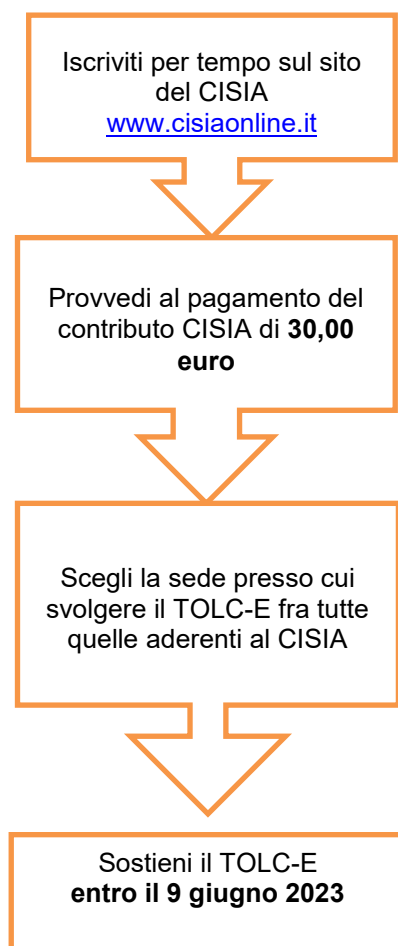 Iscriviti per tempo sul sito
del CISIA
www.cisiaonline.it
Provvedi al pagamento del
contributo CISIA di 30,00
euro
Scegli la sede presso cui
svolgere il TOLC-E fra tutte
quelle aderenti al CISIA
Sostieni il TOLC-E
entro il 9 giugno 2023